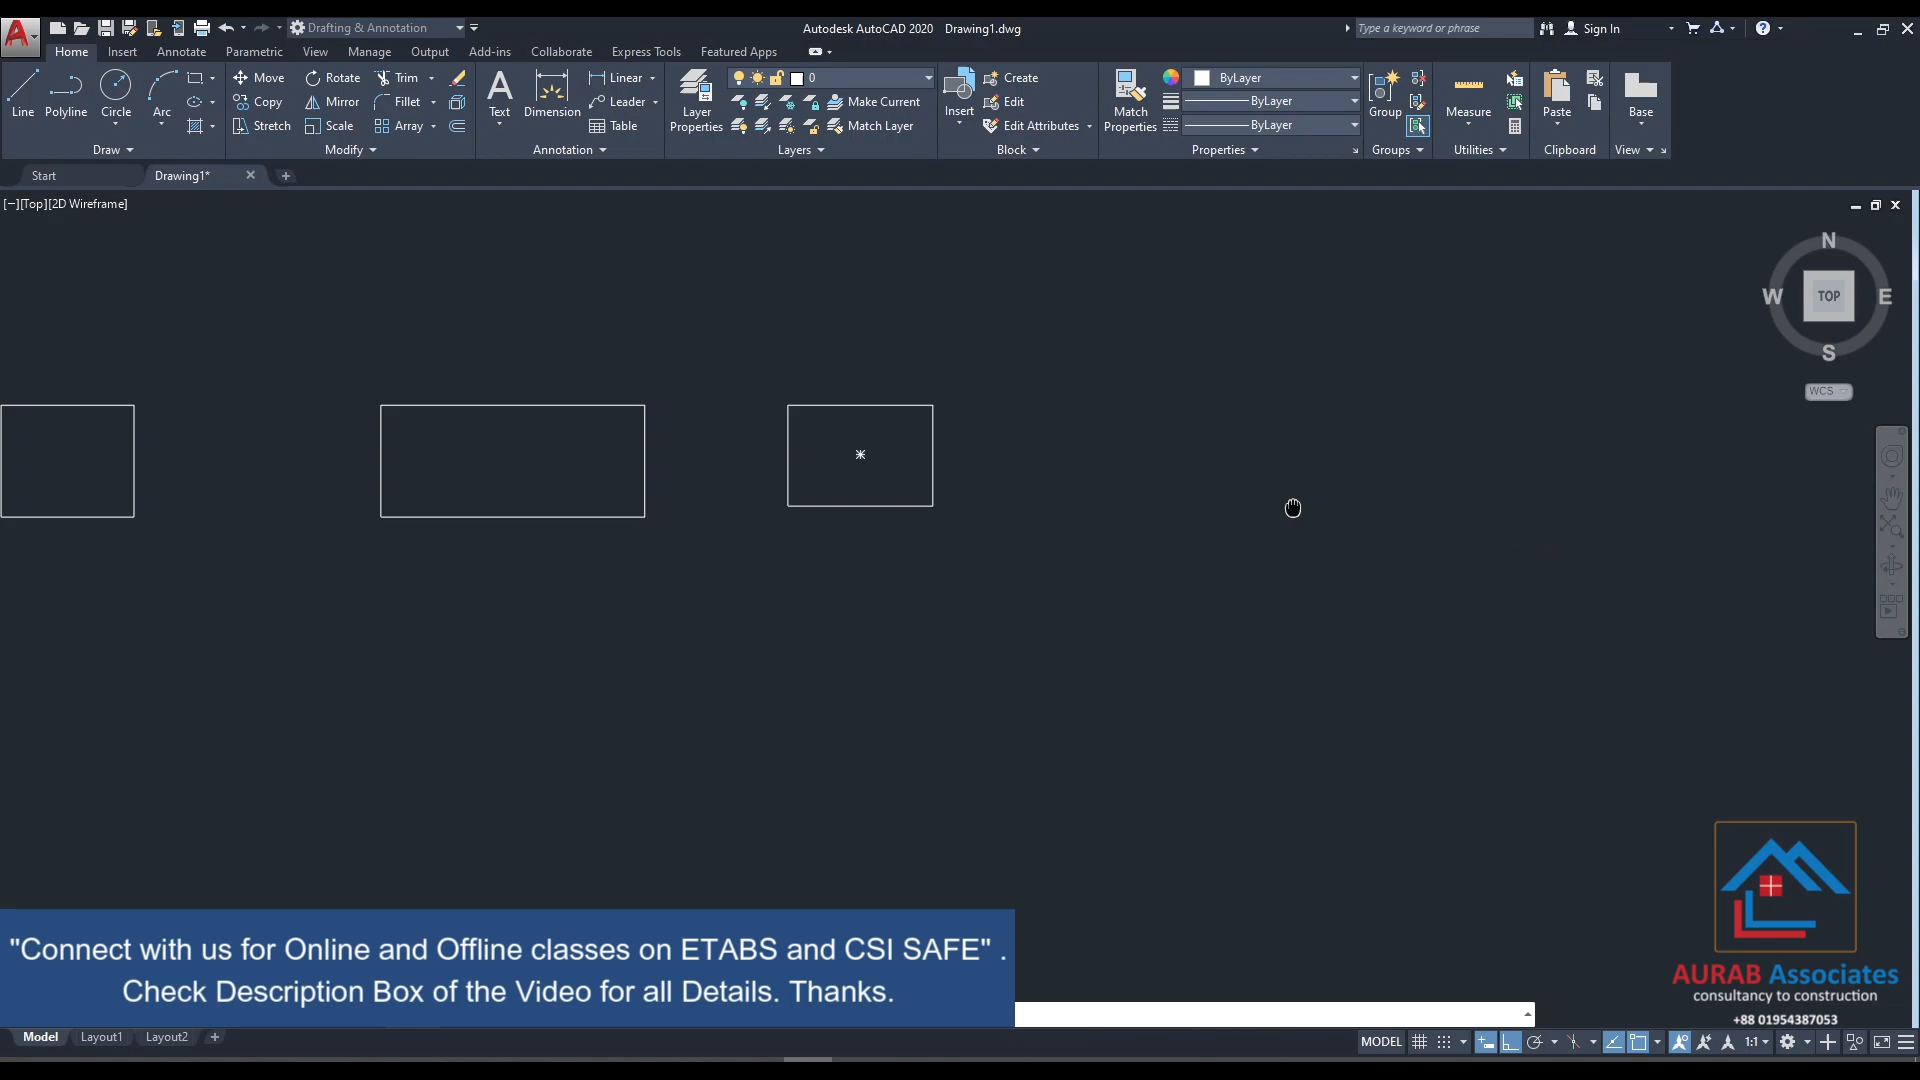 Drafting & Annotation
Autodesk AutoCAD 2020 Drawing1.dwg
Type a keyword or phrase
Sign In
Home Insert Annotate Parametric View Manage Output Add-ins Collaborate Express Tools Featured Apps
Line Polyline Circle Arc
Move Rotate Trim
Copy Mirror Fillet
Stretch Scale Array
Text Dimension
Linear
Leader
Table
Layer Properties
0
Make Current
Match Layer
Insert
Create
Edit
Edit Attributes
Match Properties
ByLayer
ByLayer
ByLayer
Group
Measure
Paste
Base
Draw Modify Annotation Layers Block Properties Groups Utilities Clipboard View
Start Drawing1*
[−][Top][2D Wireframe]
N
W TOP E
S
WCS
"Connect with us for Online and Offline classes on ETABS and CSI SAFE" .
Check Description Box of the Video for all Details. Thanks.
AURAB Associates
consultancy to construction
+88 01954387053
Model Layout1 Layout2
MODEL 1:1